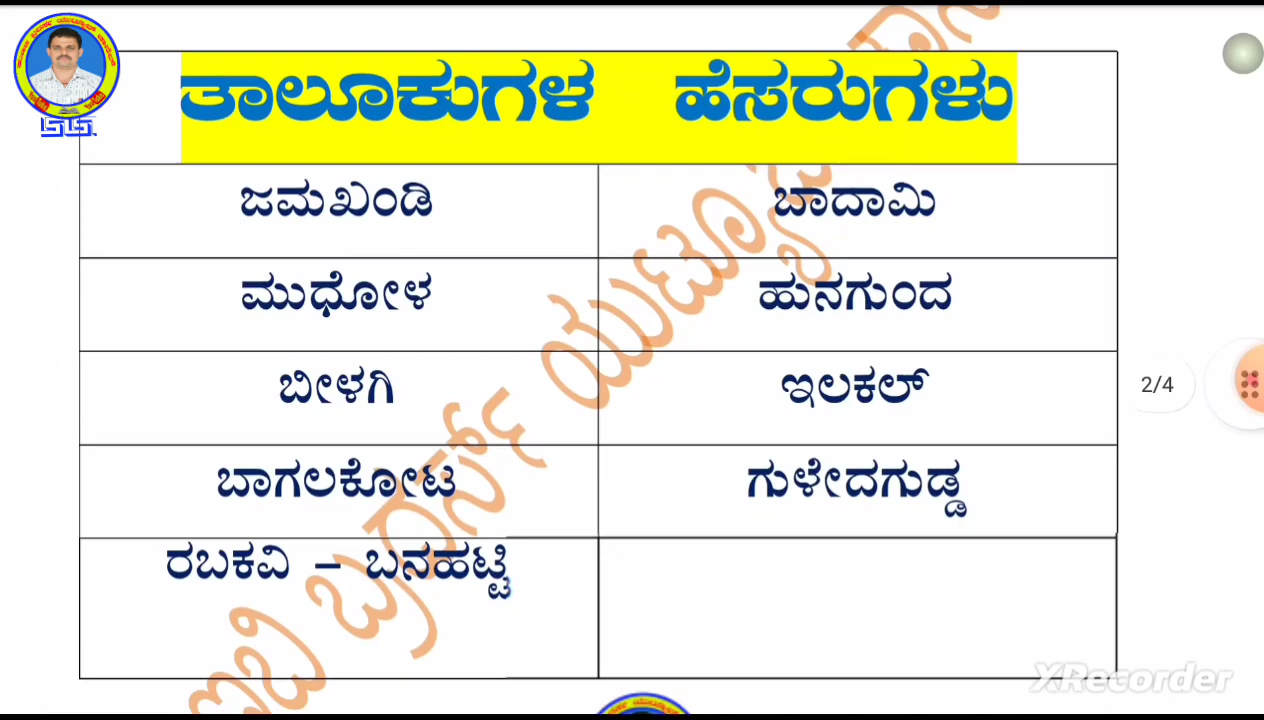 ತಾಲೂಕುಗಳ ಹೆಸರುಗಳು
ಜಮಖಂಡಿ ಬಾದಾಮಿ
ಮುಧೋಳ ಹುನಗುಂದ
ಬೀಳಗಿ ಇಲಕಲ್
2/4
ಬಾಗಲಕೋಟ ಗುಳೇದಗುಡ್ಡ
ರಬಕವಿ – ಬನಹಟ್ಟಿ
XRecorder